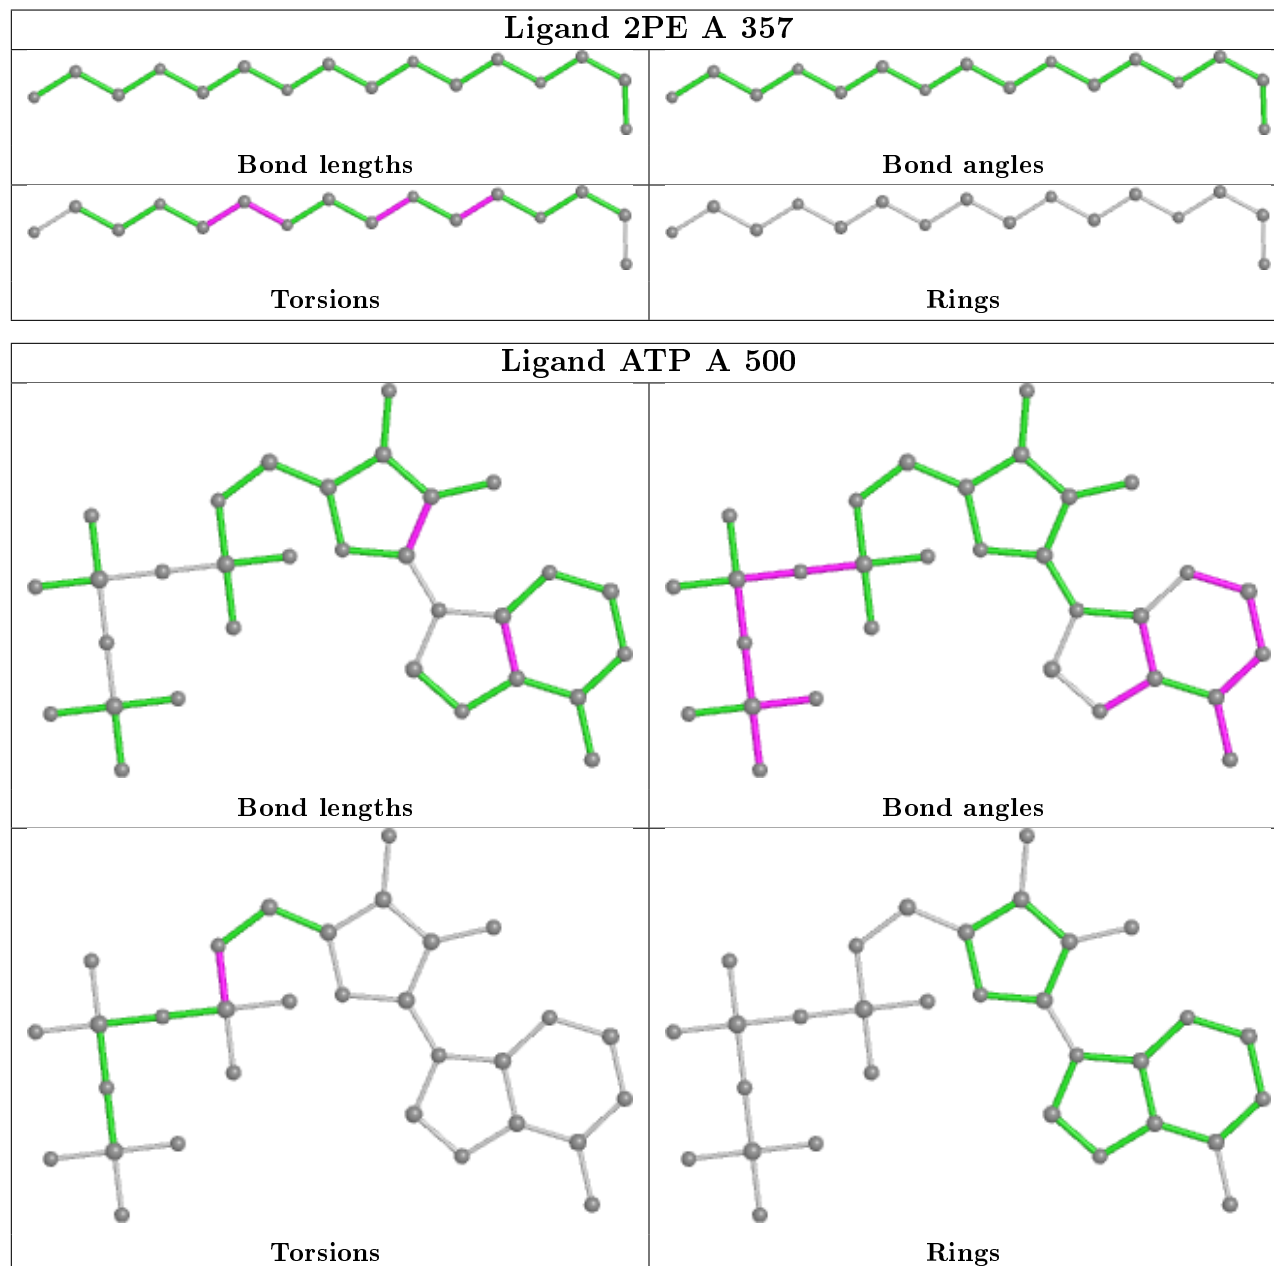 Ligand 2PE A 357
Bond lengths
Bond angles
Torsions
Rings
Ligand ATP A 500
Bond lengths
Bond angles
Torsions
Rings